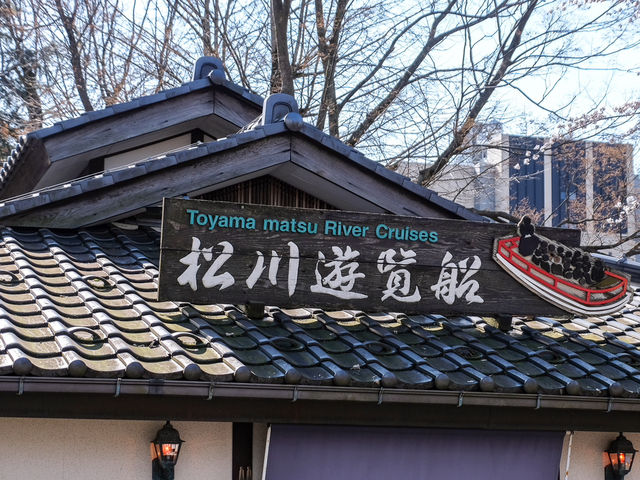 Toyama matsu River Cruises
松川遊覧船